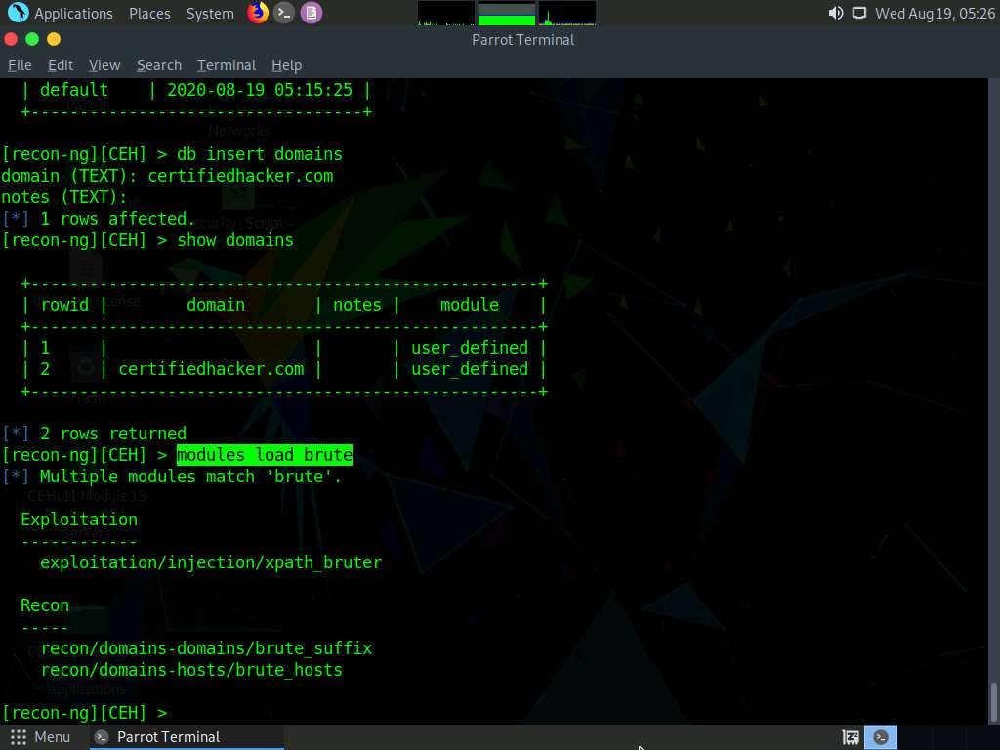 Applications Places System Wed Aug 19, 05:26
Parrot Terminal
File Edit View Search Terminal Help
| default    | 2020-08-19 05:15:25 |
+----------------------------------+
[recon-ng][CEH] > db insert domains
domain (TEXT): certifiedhacker.com
notes (TEXT):
[*] 1 rows affected.
[recon-ng][CEH] > show domains
+----------------------------------------------------+
| rowid |        domain       | notes |    module    |
+----------------------------------------------------+
| 1     |                     |       | user_defined |
| 2     | certifiedhacker.com |       | user_defined |
+----------------------------------------------------+
[*] 2 rows returned
[recon-ng][CEH] > modules load brute
[*] Multiple modules match 'brute'.
Exploitation
------------
exploitation/injection/xpath_bruter
Recon
-----
recon/domains-domains/brute_suffix
recon/domains-hosts/brute_hosts
[recon-ng][CEH] >
Menu Parrot Terminal